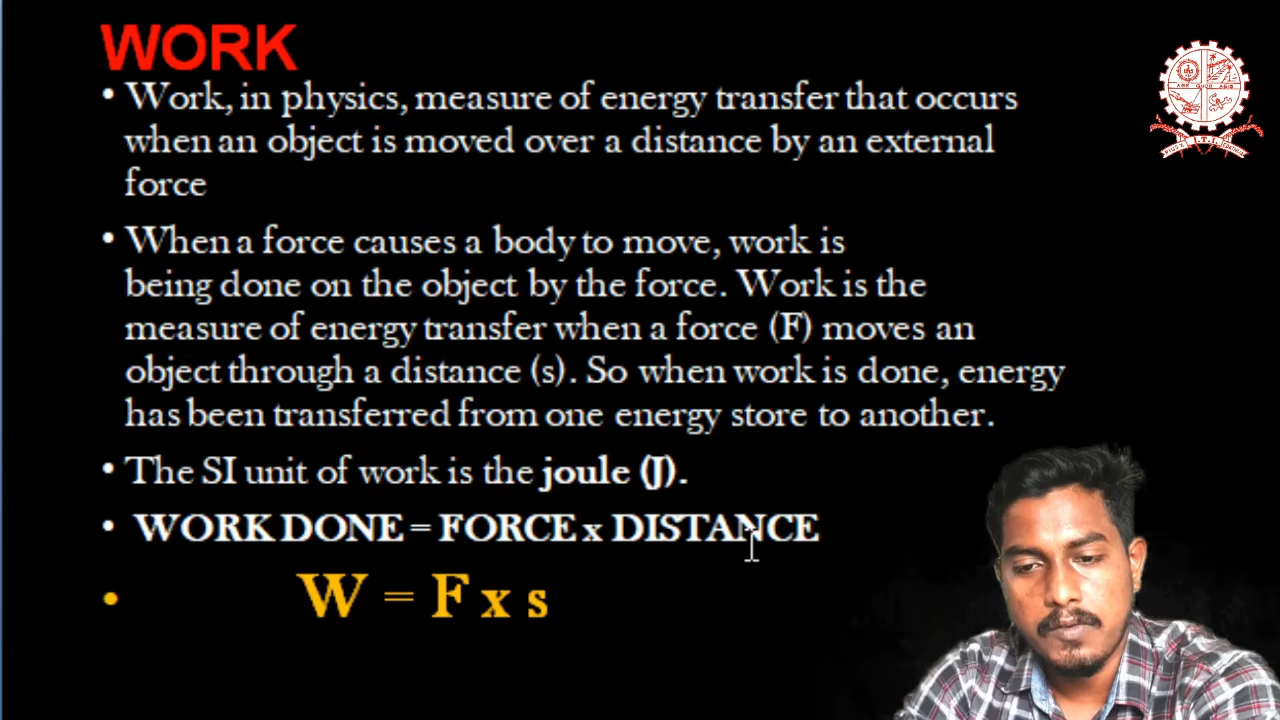 WORK
• Work, in physics, measure of energy transfer that occurs
when an object is moved over a distance by an external
force
• When a force causes a body to move, work is
being done on the object by the force. Work is the
measure of energy transfer when a force (F) moves an
object through a distance (s). So when work is done, energy
has been transferred from one energy store to another.
• The SI unit of work is the joule (J).
• WORK DONE = FORCE x DISTANCE
• W = F x s